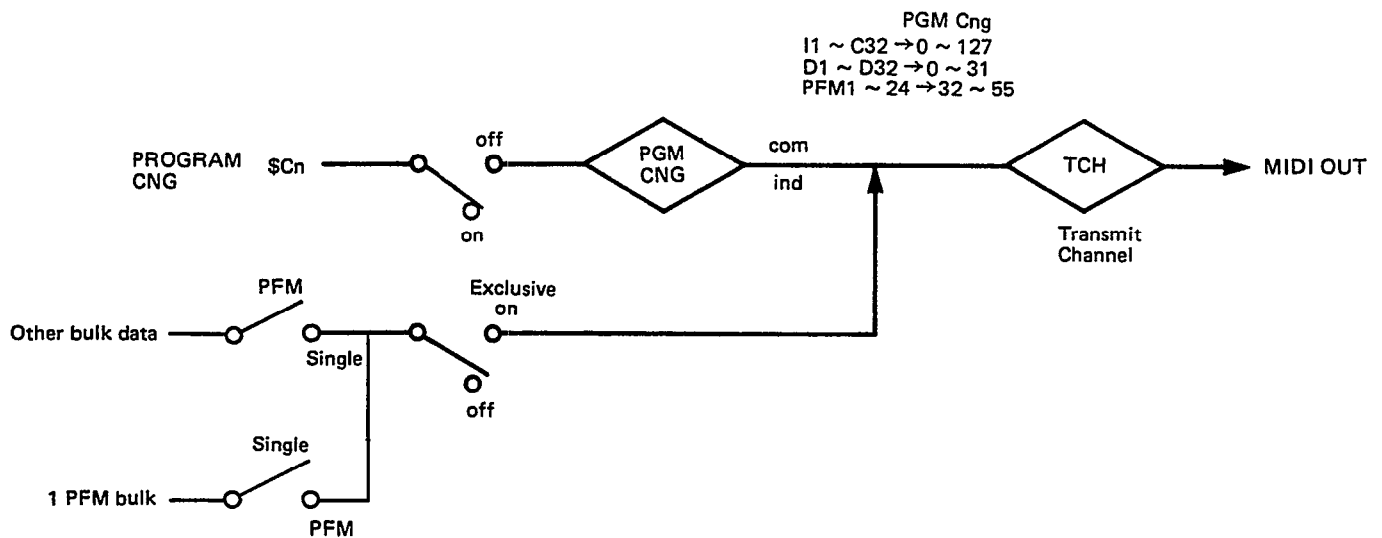 PGM Cng
I1 ~ C32 →0 ~ 127
D1 ~ D32 →0 ~ 31
PFM1 ~ 24 →32 ~ 55
PROGRAM
CNG
$Cn
off
on
PGM
CNG
com
ind
TCH
MIDI OUT
Transmit
Channel
PFM
Exclusive
on
Other bulk data
Single
off
Single
1 PFM bulk
PFM